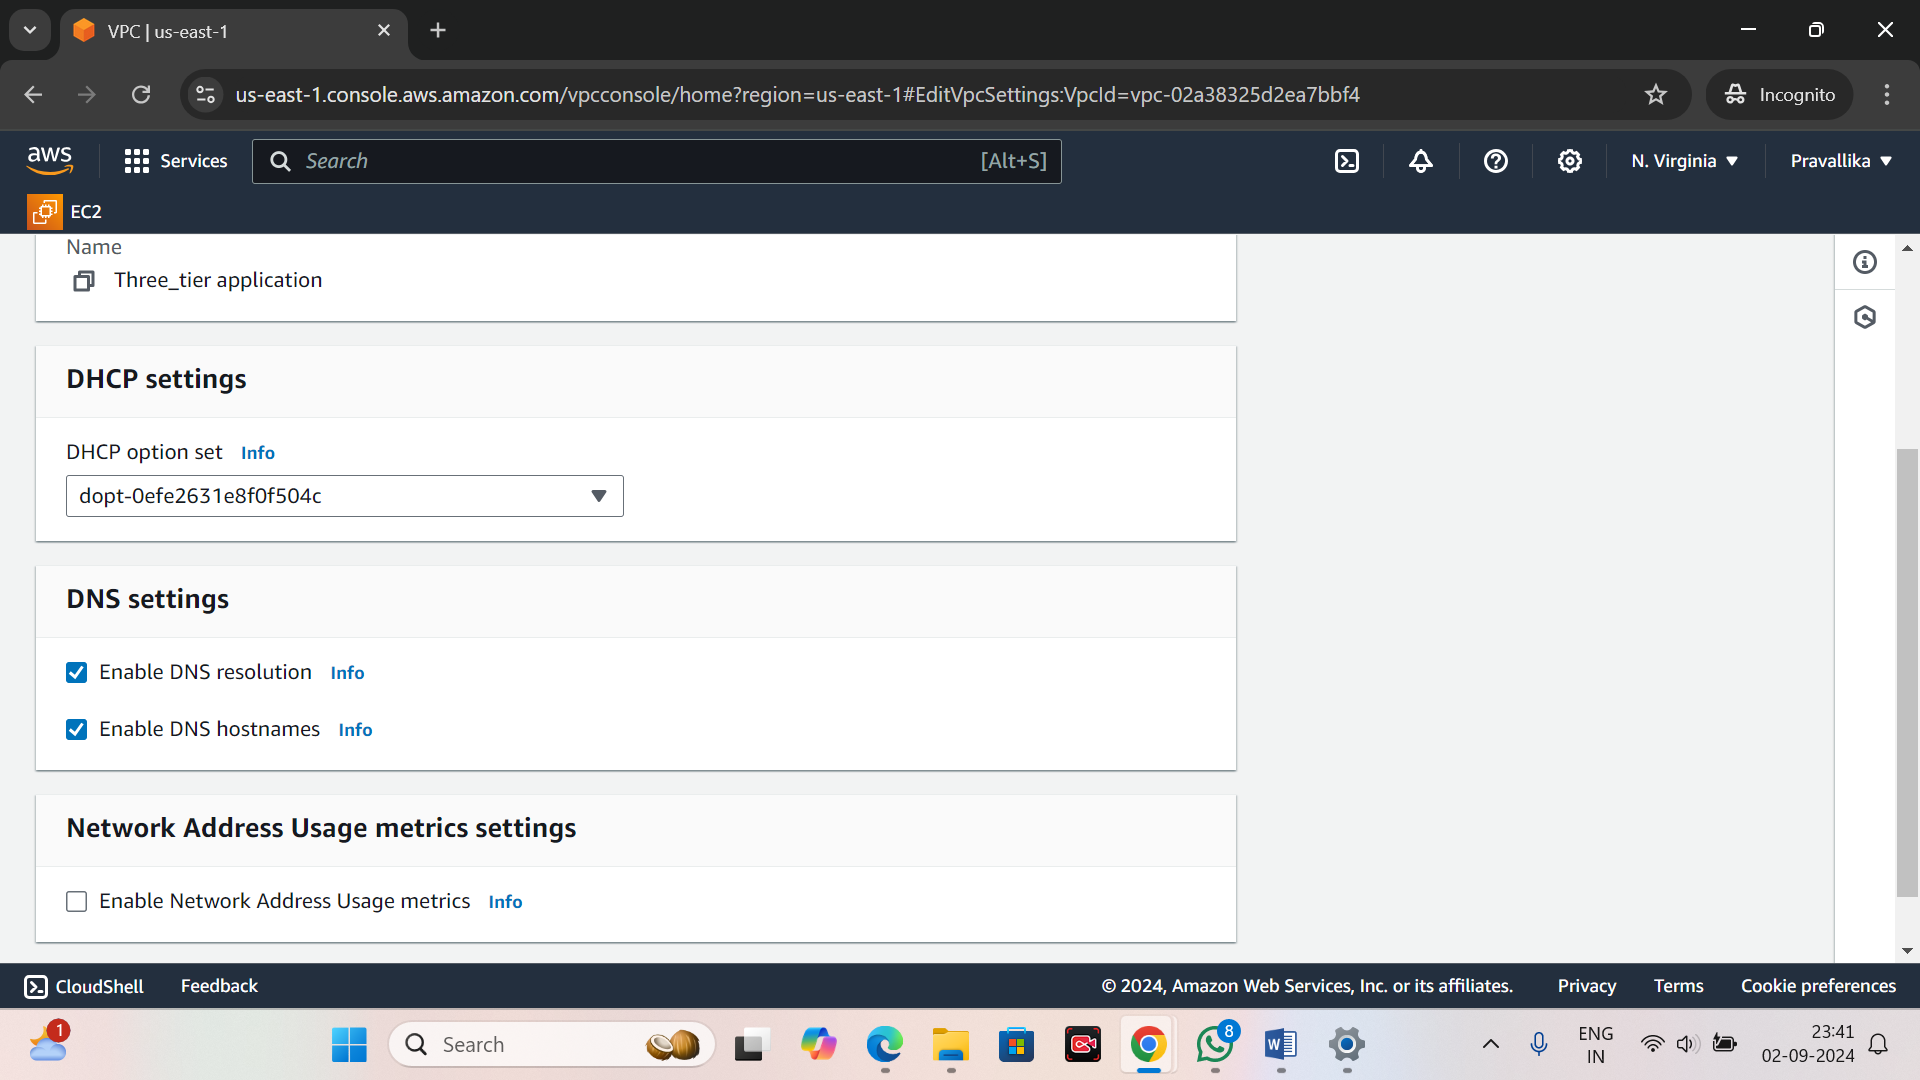 VPC | us-east-1
us-east-1.console.aws.amazon.com/vpcconsole/home?region=us-east-1#EditVpcSettings:VpcId=vpc-02a38325d2ea7bbf4
Incognito
aws
Services
Search
[Alt+S]
N. Virginia
Pravallika
EC2
Name
Three_tier application
DHCP settings
DHCP option set Info
dopt-0efe2631e8f0f504c
DNS settings
Enable DNS resolution Info
Enable DNS hostnames Info
Network Address Usage metrics settings
Enable Network Address Usage metrics Info
CloudShell
Feedback
© 2024, Amazon Web Services, Inc. or its affiliates.
Privacy
Terms
Cookie preferences
1
Search
8
W
ENG
IN
23:41
02-09-2024